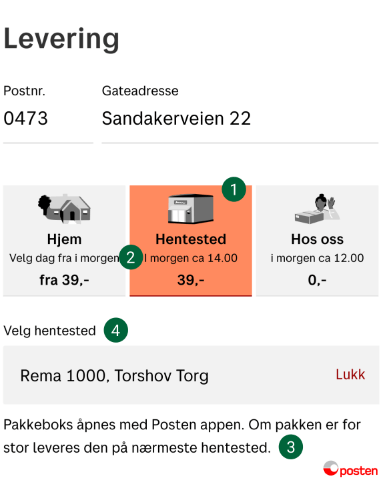 Levering
Postnr. Gateadresse
0473 Sandakerveien 22
1
Hjem
Velg dag fra i morgen
fra 39,-
2
Hentested
I morgen ca 14.00
39,-
Hos oss
i morgen ca 12.00
0,-
Velg hentested 4
Rema 1000, Torshov Torg Lukk
Pakkeboks åpnes med Posten appen. Om pakken er for
stor leveres den på nærmeste hentested. 3
posten